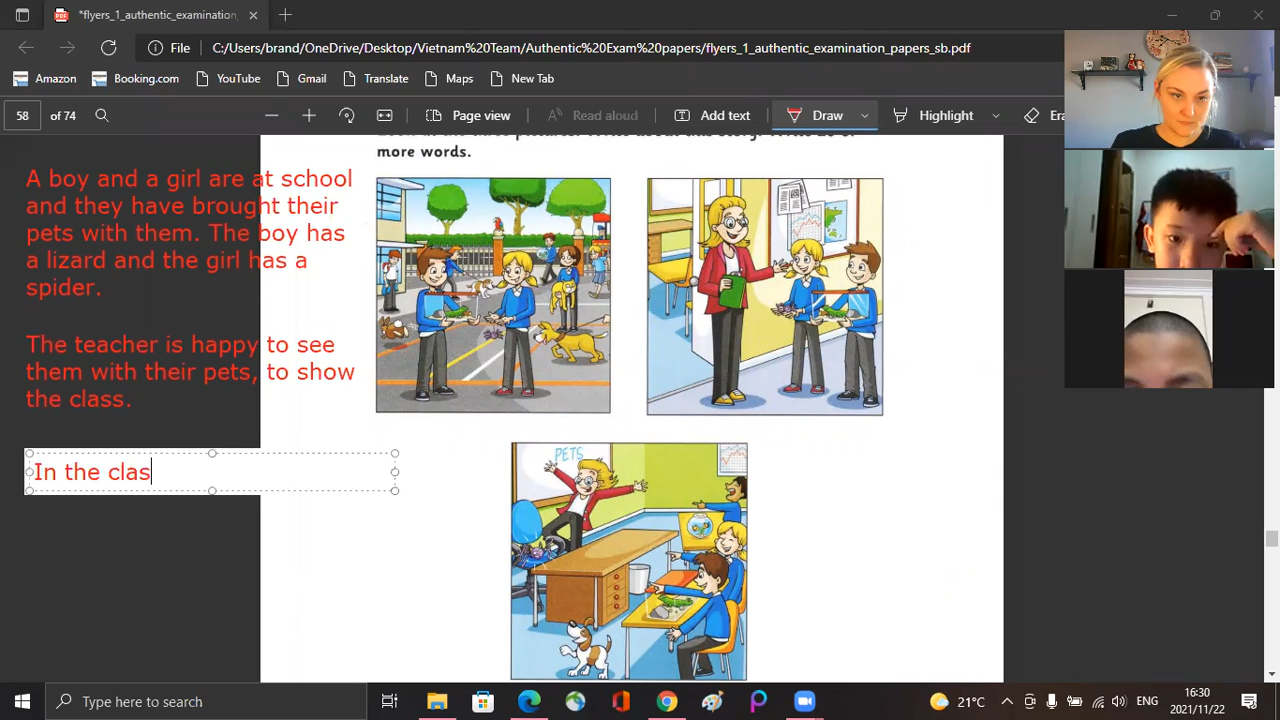 *flyers_1_authentic_examination_
File
C:/Users/brand/OneDrive/Desktop/Vietnam%20Team/Authentic%20Exam%20papers/flyers_1_authentic_examination_papers_sb.pdf
Amazon
Booking.com
YouTube
Gmail
Translate
Maps
New Tab
58 of 74
Page view
Read aloud
Add text
Draw
Highlight
Era
more words.
A boy and a girl are at school
and they have brought their
pets with them. The boy has
a lizard and the girl has a
spider.
The teacher is happy to see
them with their pets, to show
the class.
In the clas
PETS
Type here to search
21°C
ENG
16:30
2021/11/22